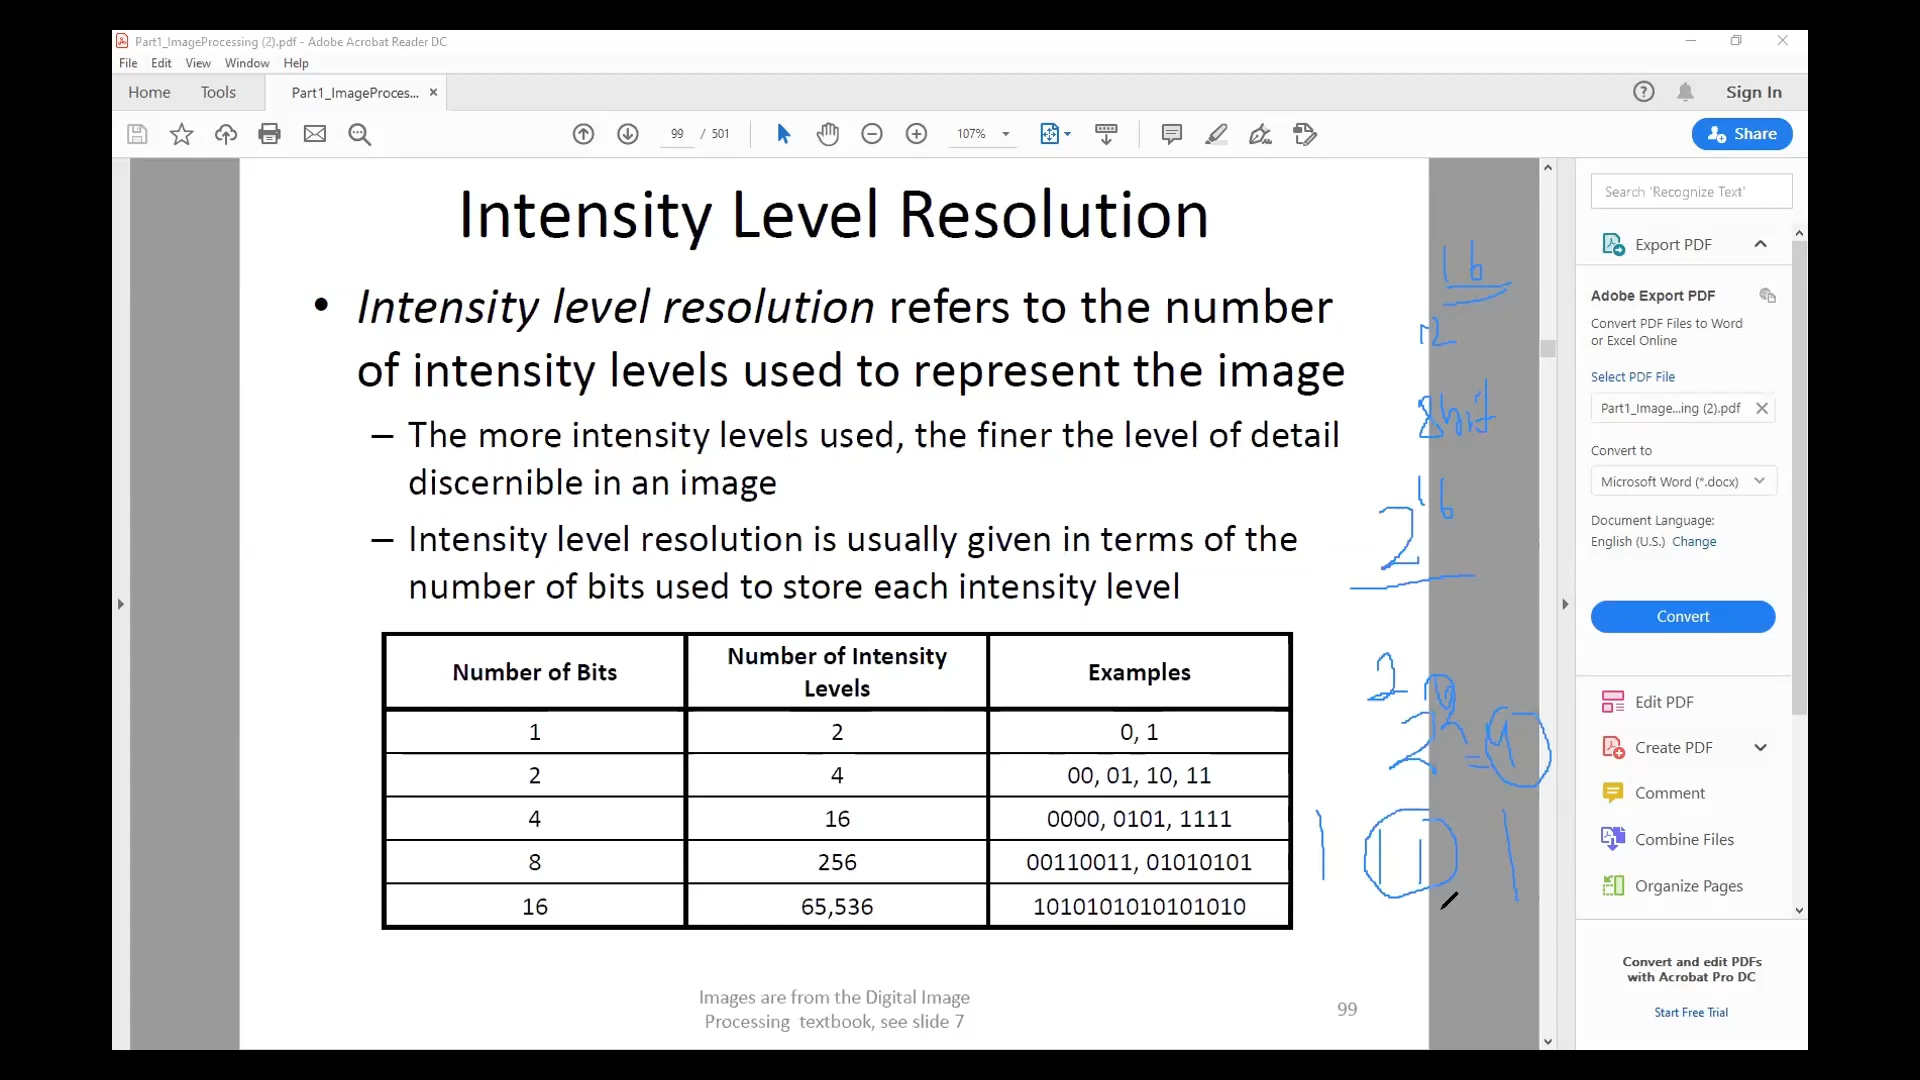 Part1_ImageProcessing (2).pdf - Adobe Acrobat Reader DC
File Edit View Window Help
Home Tools Part1_ImageProces... × Sign In
99 / 501 107% Share
Intensity Level Resolution
• Intensity level resolution refers to the number
of intensity levels used to represent the image
– The more intensity levels used, the finer the level of detail
discernible in an image
– Intensity level resolution is usually given in terms of the
number of bits used to store each intensity level
Number of Bits Number of Intensity Levels Examples
1 2 0, 1
2 4 00, 01, 10, 11
4 16 0000, 0101, 1111
8 256 00110011, 01010101
16 65,536 1010101010101010
Images are from the Digital Image
Processing textbook, see slide 7
99
16
12
8bit
2^16
1 11 1
Search 'Recognize Text'
Export PDF
Adobe Export PDF
Convert PDF Files to Word
or Excel Online
Select PDF File
Part1_Image...ing (2).pdf
Convert to
Microsoft Word (*.docx)
Document Language:
English (U.S.) Change
Convert
Edit PDF
Create PDF
Comment
Combine Files
Organize Pages
Convert and edit PDFs
with Acrobat Pro DC
Start Free Trial